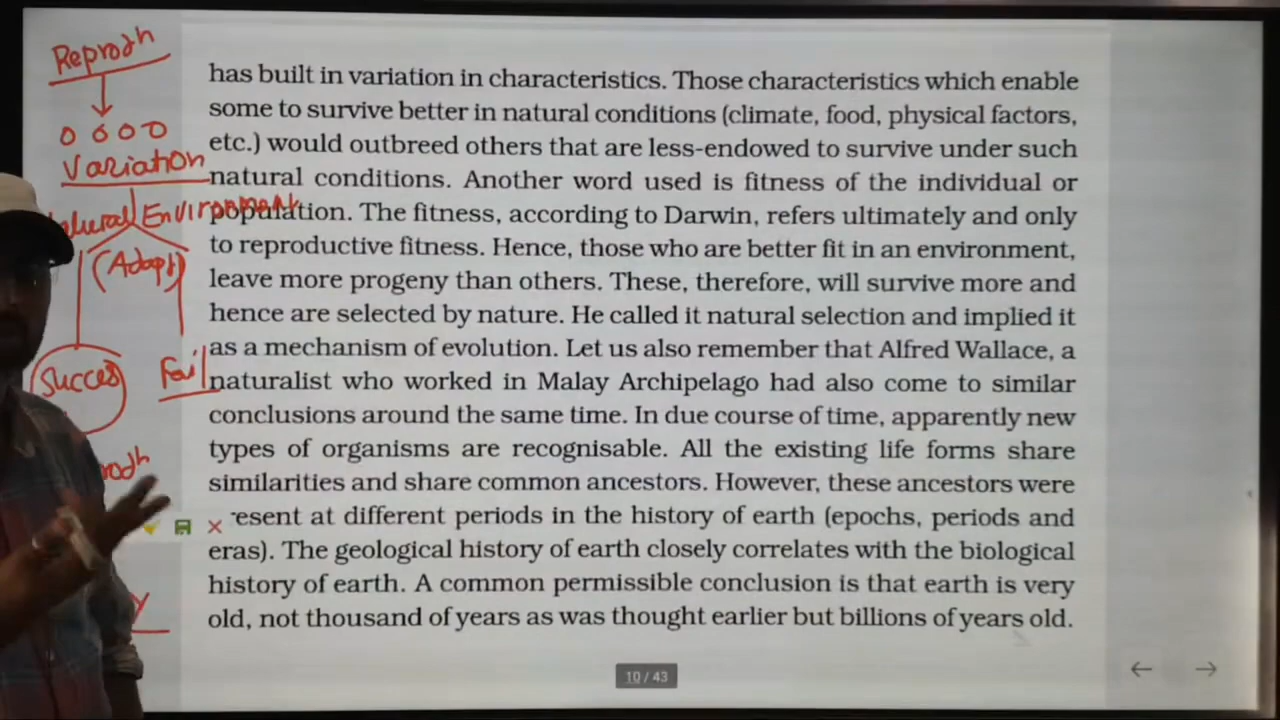 Reprodn
0 0 0 0
Variation
Environment
(Adapt)
Succes
Fail
has built in variation in characteristics. Those characteristics which enable
some to survive better in natural conditions (climate, food, physical factors,
etc.) would outbreed others that are less-endowed to survive under such
natural conditions. Another word used is fitness of the individual or
population. The fitness, according to Darwin, refers ultimately and only
to reproductive fitness. Hence, those who are better fit in an environment,
leave more progeny than others. These, therefore, will survive more and
hence are selected by nature. He called it natural selection and implied it
as a mechanism of evolution. Let us also remember that Alfred Wallace, a
naturalist who worked in Malay Archipelago had also come to similar
conclusions around the same time. In due course of time, apparently new
types of organisms are recognisable. All the existing life forms share
similarities and share common ancestors. However, these ancestors were
esent at different periods in the history of earth (epochs, periods and
eras). The geological history of earth closely correlates with the biological
history of earth. A common permissible conclusion is that earth is very
old, not thousand of years as was thought earlier but billions of years old.
10 / 43